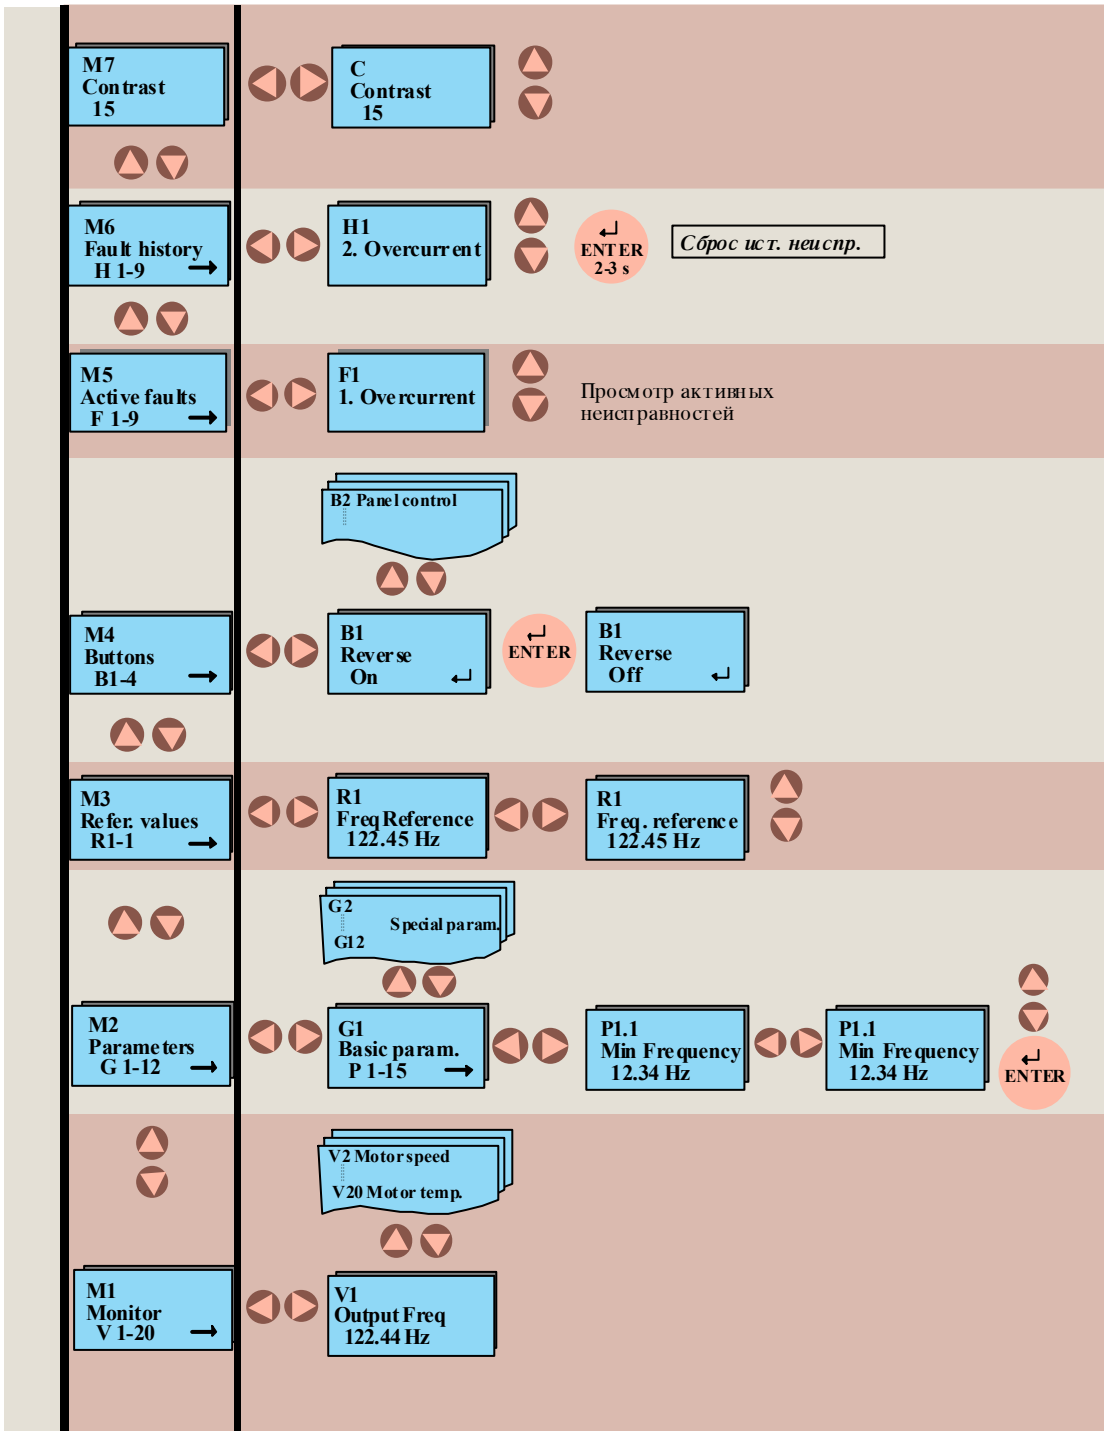 M7
Contrast
15
C
Contrast
15
M6
Fault history
H 1-9
H1
2. Overcurrent
ENTER
2-3 s
Сброс ист. неиспр.
M5
Active faults
F 1-9
F1
1. Overcurrent
Просмотр активных
неисправностей
B2 Panel control
M4
Buttons
B1-4
B1
Reverse
On
ENTER
B1
Reverse
Off
M3
Refer. values
R1-1
R1
Freq Reference
122.45 Hz
R1
Freq. reference
122.45 Hz
G2
Special param.
G12
M2
Parameters
G 1-12
G1
Basic param.
P 1-15
P1.1
Min Frequency
12.34 Hz
P1.1
Min Frequency
12.34 Hz
ENTER
V2 Motor speed
V20 Motor temp.
M1
Monitor
V 1-20
V1
Output Freq
122.44 Hz